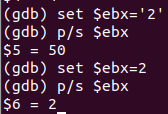 (gdb) set $ebx='2'
(gdb) p/s $ebx
$5 = 50
(gdb) set $ebx=2
(gdb) p/s $ebx
$6 = 2